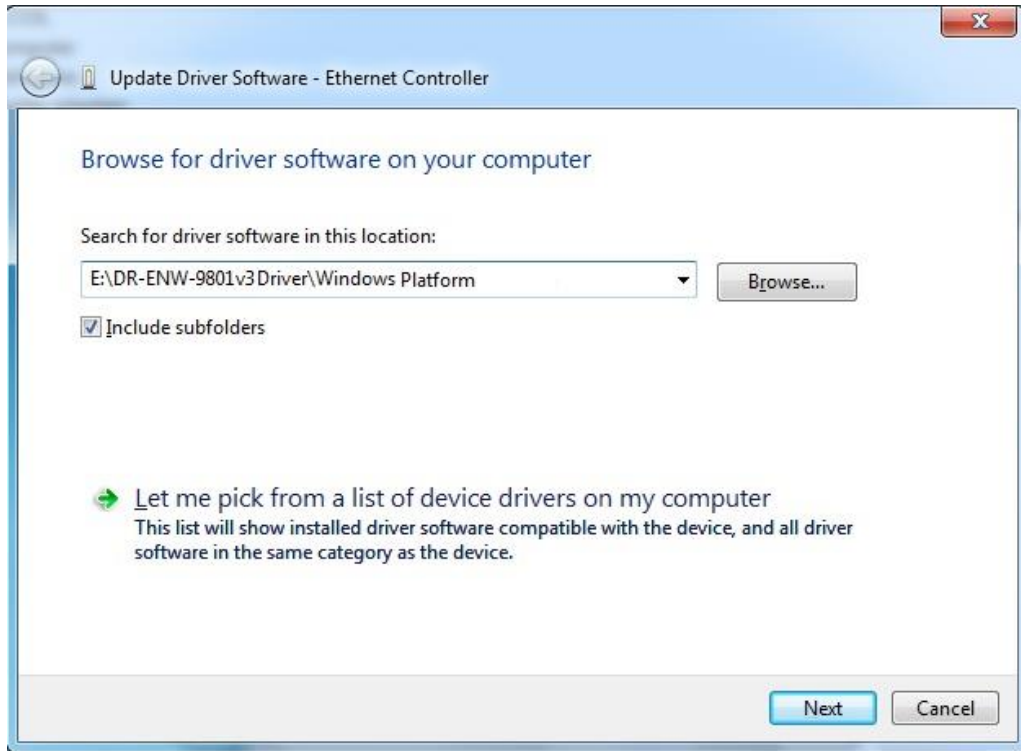 Update Driver Software - Ethernet Controller
Browse for driver software on your computer
Search for driver software in this location:
E:\DR-ENW-9801v3Driver\Windows Platform
Browse...
Include subfolders
Let me pick from a list of device drivers on my computer
This list will show installed driver software compatible with the device, and all driver
software in the same category as the device.
Next
Cancel